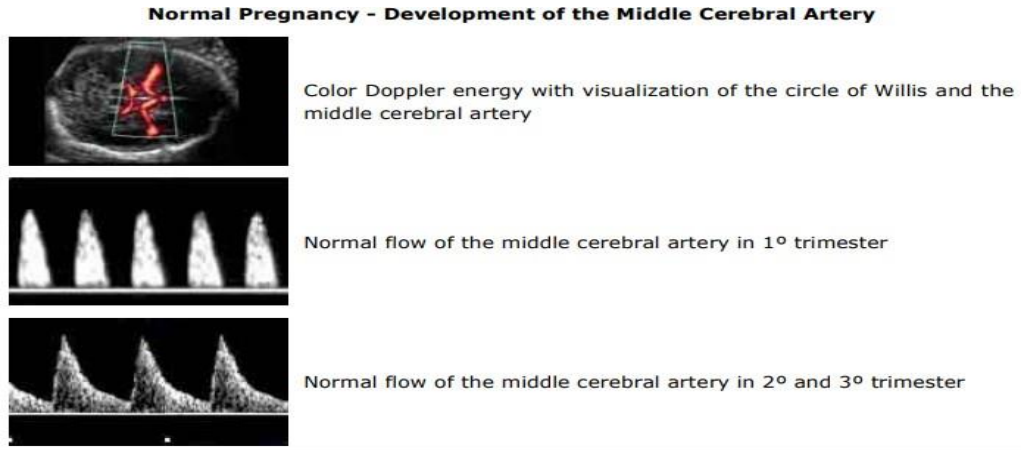 Normal Pregnancy - Development of the Middle Cerebral Artery
Color Doppler energy with visualization of the circle of Willis and the
middle cerebral artery
Normal flow of the middle cerebral artery in 1º trimester
Normal flow of the middle cerebral artery in 2º and 3º trimester